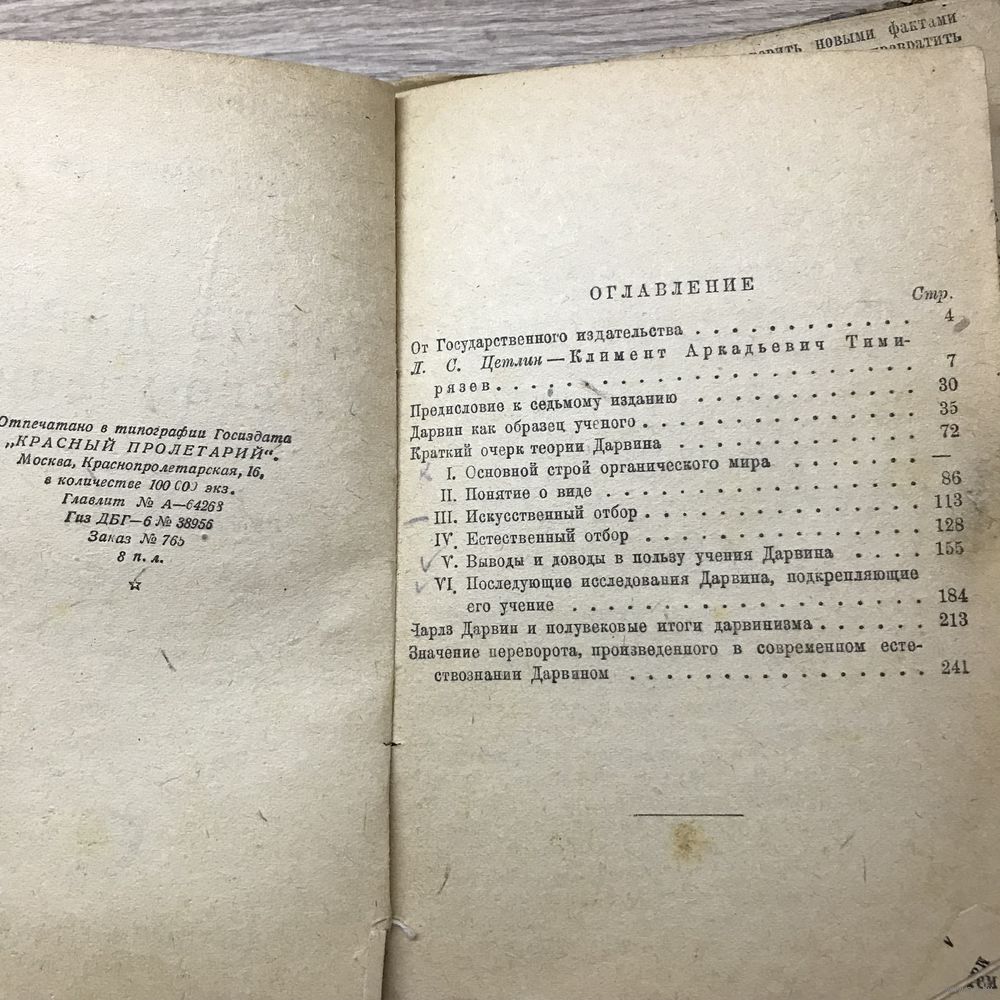 Отпечатано в типографии Госиздата
„КРАСНЫЙ ПРОЛЕТАРИЙ“.
Москва, Краснопролетарская, 16,
в количестве 100 000 экз.
Главлит № А—64268
Гиз ДБГ—6 № 38956
Заказ № 765
8 п. л.
новыми фактами
ОГЛАВЛЕНИЕ
Стр.
От Государственного издательства . . . . . . . . . . 4
Л. С. Цетлин — Климент Аркадьевич Тими-
рязев . . . . . . . . . . . . . . . . . . . 7
Предисловие к седьмому изданию . . . . . . . . . . 30
Дарвин как образец ученого . . . . . . . . . . . . 35
Краткий очерк теории Дарвина . . . . . . . . . . . 72
I. Основной строй органического мира . . . . . . —
II. Понятие о виде . . . . . . . . . . . . . . . 86
III. Искусственный отбор . . . . . . . . . . . . . 113
IV. Естественный отбор . . . . . . . . . . . . . 128
V. Выводы и доводы в пользу учения Дарвина . . . . 155
VI. Последующие исследования Дарвина, подкрепляющие
его учение . . . . . . . . . . . . . . . . . 184
Чарлз Дарвин и полувековые итоги дарвинизма . . . . . . 213
Значение переворота, произведенного в современном есте-
ствознании Дарвином . . . . . . . . . . . . . . 241